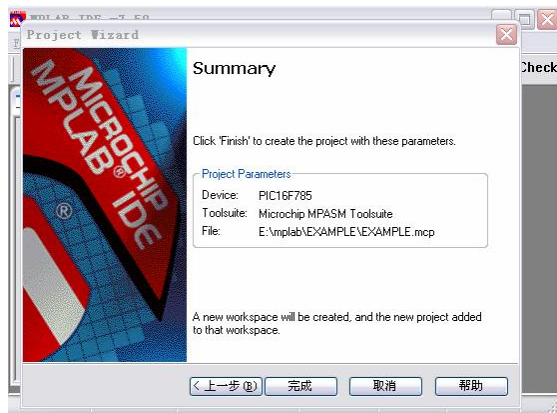 MPLAB IDE v7.50
Project Wizard
Check
MICROCHIP
MPLAB® IDE
®
Summary
Click 'Finish' to create the project with these parameters.
Project Parameters
Device: PIC16F785
Toolsuite: Microchip MPASM Toolsuite
File: E:\mplab\EXAMPLE\EXAMPLE.mcp
A new workspace will be created, and the new project added
to that workspace.
< 上一步(B) 完成 取消 帮助